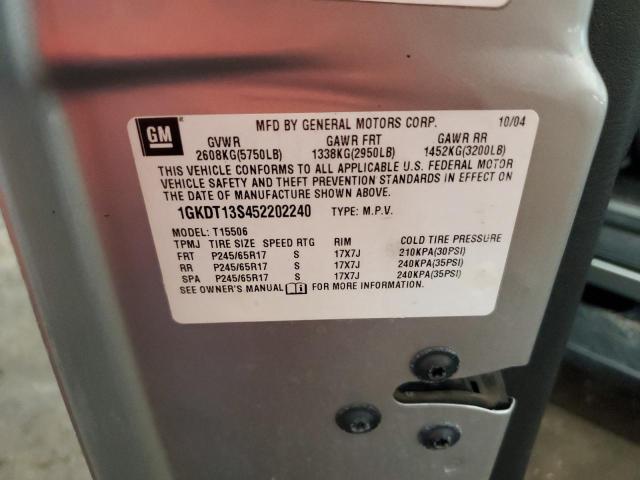 GM
MFD BY GENERAL MOTORS CORP. 10/04
GVWR GAWR FRT GAWR RR
2608KG(5750LB) 1338KG(2950LB) 1452KG(3200LB)
THIS VEHICLE CONFORMS TO ALL APPLICABLE U.S. FEDERAL MOTOR
VEHICLE SAFETY AND THEFT PREVENTION STANDARDS IN EFFECT ON
THE DATE OF MANUFACTURE SHOWN ABOVE.
1GKDT13S452202240 TYPE: M.P.V.
MODEL: T15506
TPMJ TIRE SIZE SPEED RTG RIM COLD TIRE PRESSURE
FRT P245/65R17 S 17X7J 210KPA(30PSI)
RR P245/65R17 S 17X7J 240KPA(35PSI)
SPA P245/65R17 S 17X7J 240KPA(35PSI)
SEE OWNER'S MANUAL FOR MORE INFORMATION.